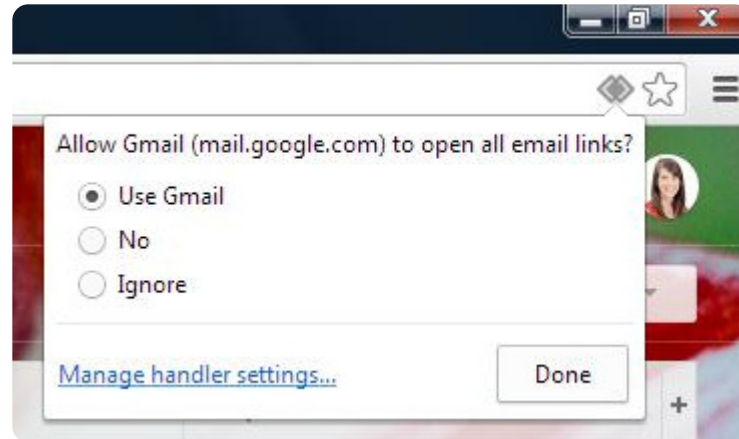 Allow Gmail (mail.google.com) to open all email links?
Use Gmail
No
Ignore
Manage handler settings...
Done
+